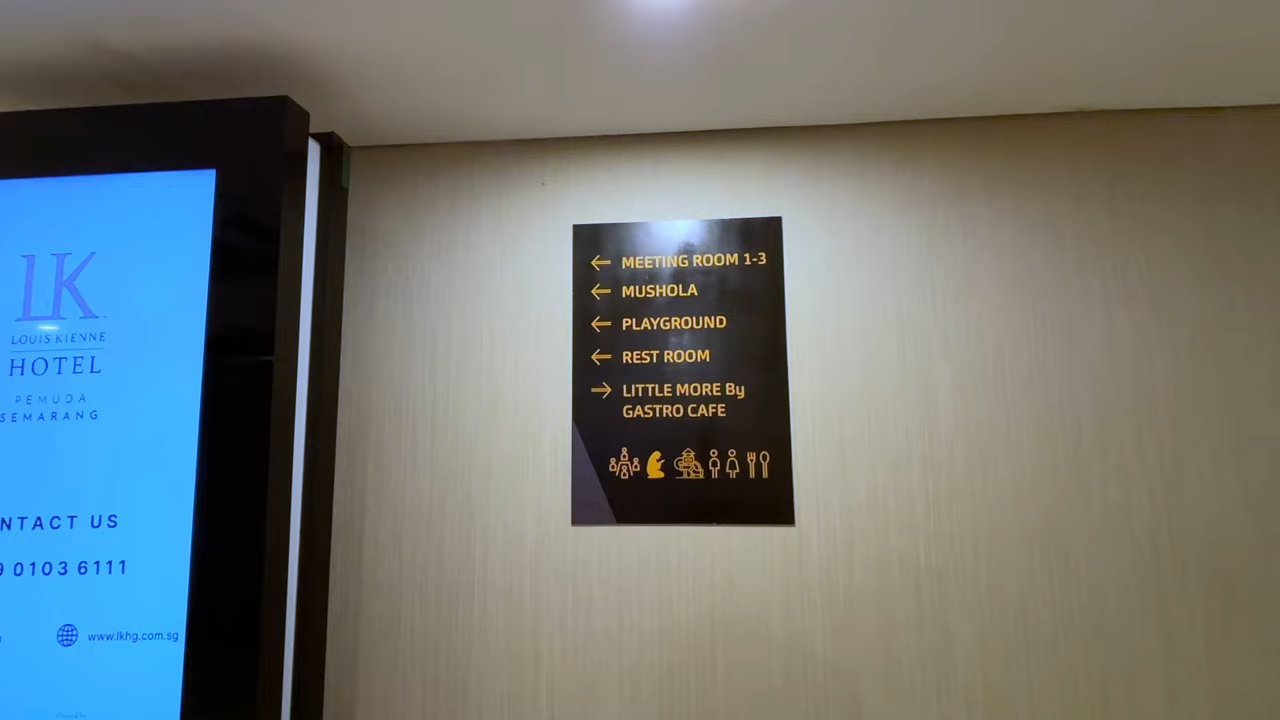 LK
LOUIS KIENNE
HOTEL
PEMUDA
SEMARANG
NTACT US
0103 6111
www.lkhg.com.sg
← MEETING ROOM 1-3
← MUSHOLA
← PLAYGROUND
← REST ROOM
→ LITTLE MORE By
GASTRO CAFE